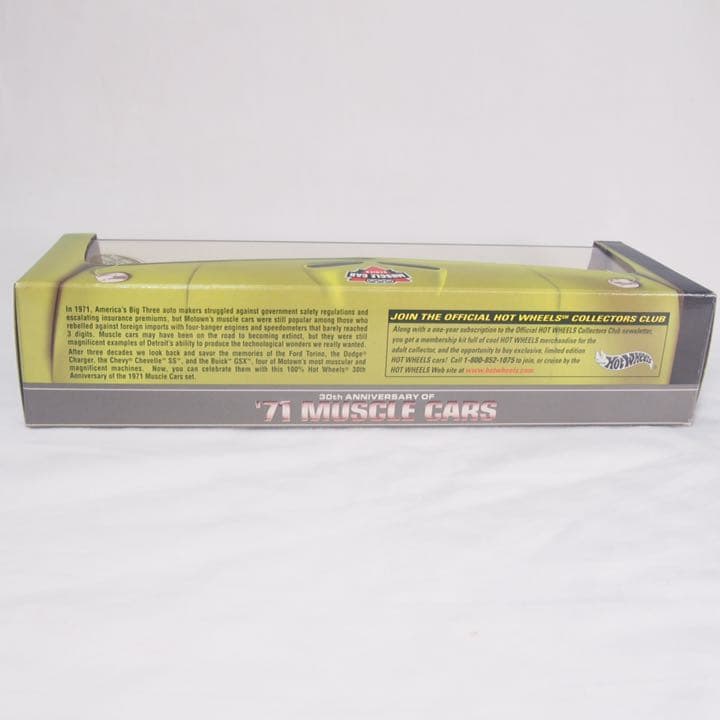 MUSCLE CAR
SERIES
In 1971, America's Big Three auto makers struggled against government safety regulations and
escalating insurance premiums, but Motown's muscle cars were still popular among those who
rebelled against foreign imports with four-banger engines and speedometers that barely reached
3 digits. Muscle cars may have been on the road to becoming extinct, but they were still
magnificent examples of Detroit's ability to produce the technological wonders we really wanted.
After three decades we look back and savor the memories of the Ford Torino, the Dodge®
Charger, the Chevy® Chevelle™ SS™, and the Buick® GSX™, four of Motown's most muscular and
magnificent machines. Now, you can celebrate them with this 100% Hot Wheels® 30th
Anniversary of the 1971 Muscle Cars set.
JOIN THE OFFICIAL HOT WHEELS℠ COLLECTORS CLUB
Along with a one-year subscription to the Official HOT WHEELS Collectors Club newsletter,
you get a membership kit full of cool HOT WHEELS merchandise for the
adult collector, and the opportunity to buy exclusive, limited edition
HOT WHEELS cars! Call 1-800-852-1075 to join, or cruise by the
HOT WHEELS Web site at www.hotwheels.com.
HOT WHEELS
30th ANNIVERSARY OF
'71 MUSCLE CARS